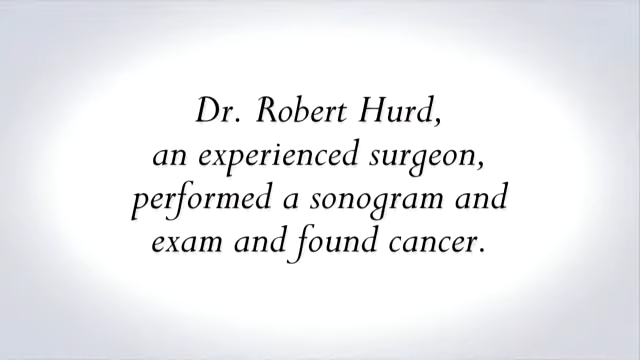 Dr. Robert Hurd,
an experienced surgeon,
performed a sonogram and
exam and found cancer.